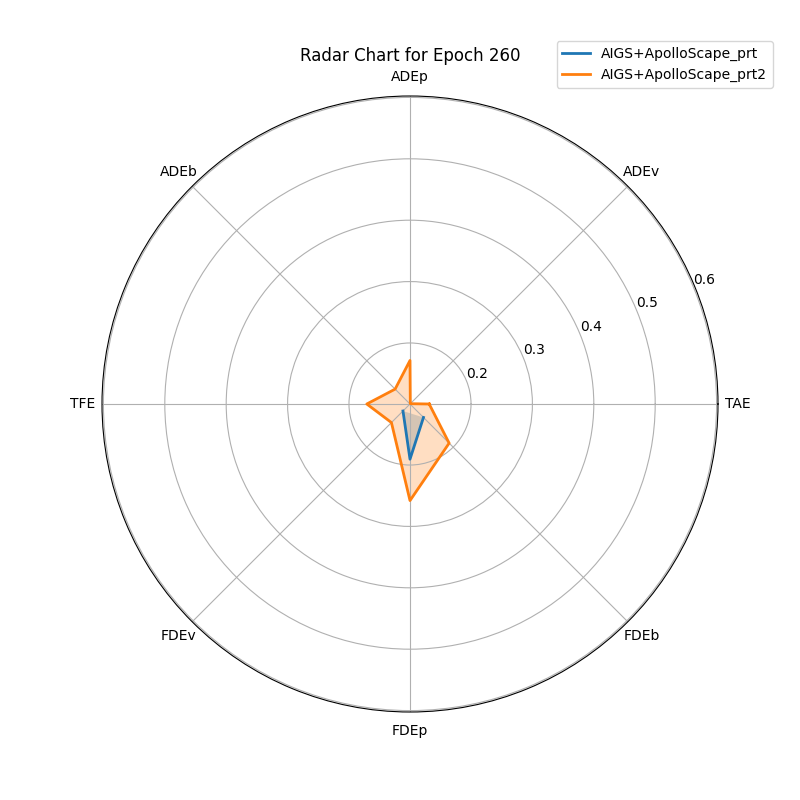 Radar Chart for Epoch 260
AIGS+ApolloScape_prt
AIGS+ApolloScape_prt2
ADEp
ADEb
ADEv
0.6
0.5
0.4
0.3
0.2
TFE
TAE
FDEv
FDEb
FDEp